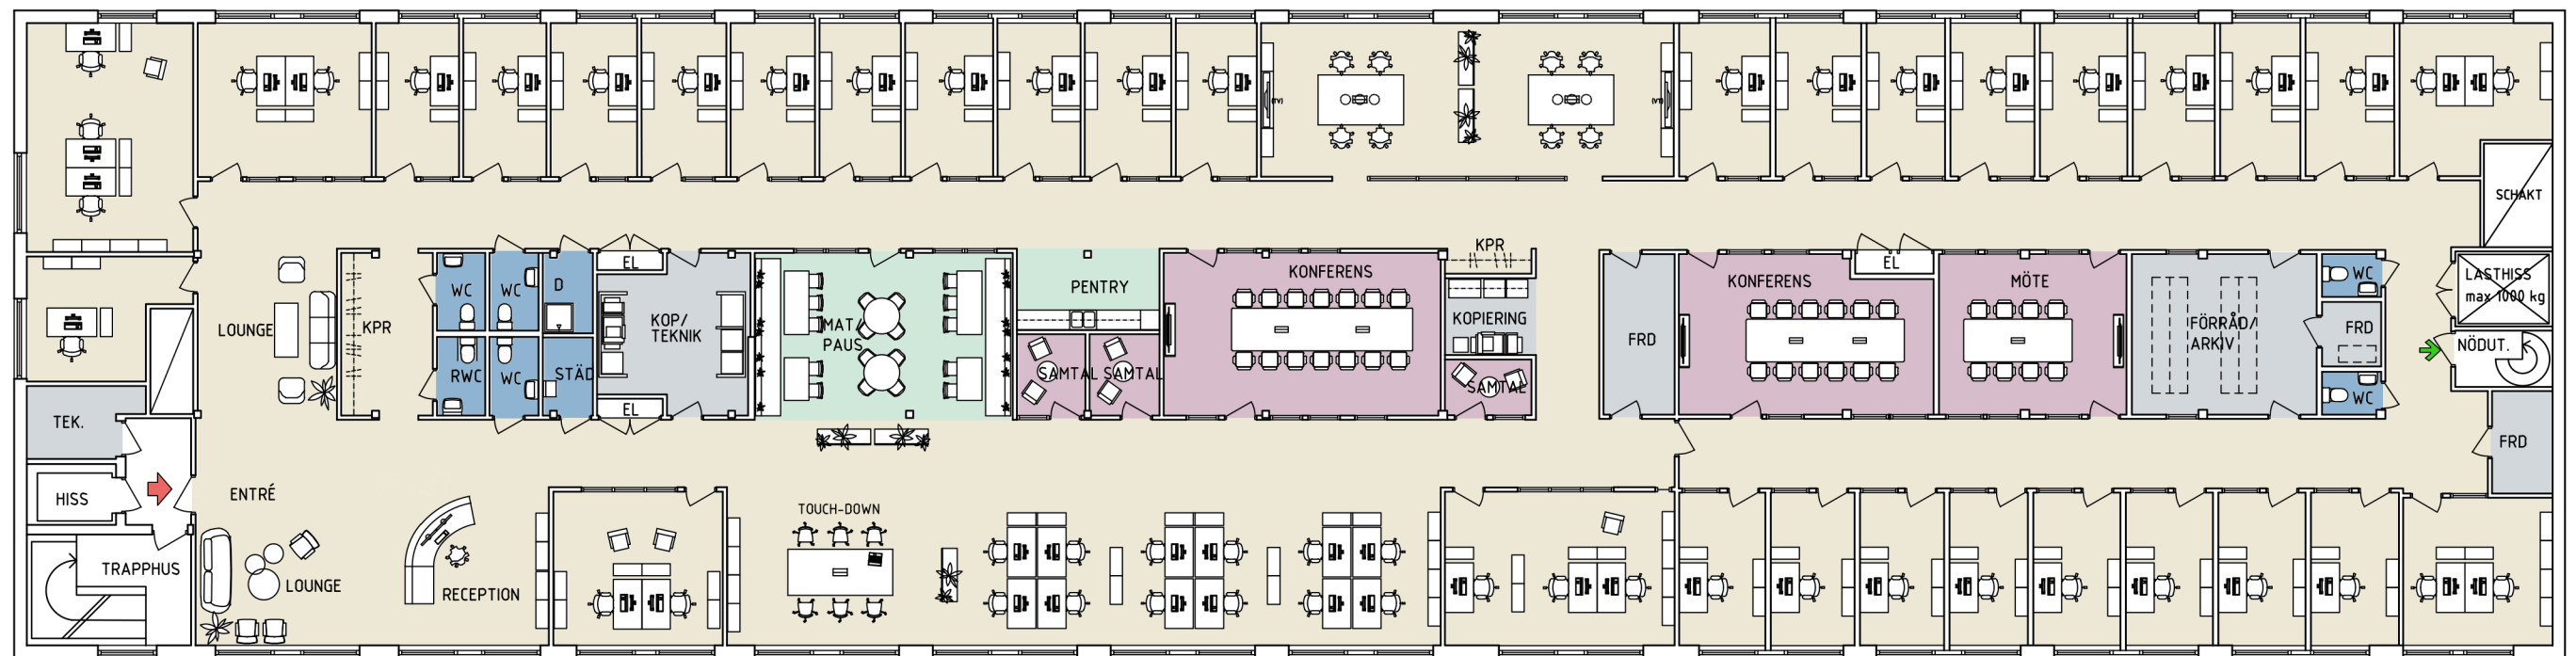 (TV)
(TV)
SCHAKT
KPR
EL
EL
KONFERENS
KONFERENS
MÖTE
LASTHISS
max 1000 kg
WC
WC
WC
D
PENTRY
LOUNGE
KPR
KOP/
TEKNIK
MAT/
PAUS
KOPIERING
FRD
FÖRRÅD/
ARKIV
FRD
NÖDUT.
RWC
WC
STÄD
SAMTAL
SAMTAL
SAMTAL
WC
EL
TEK.
FRD
HISS
ENTRÉ
TOUCH-DOWN
TRAPPHUS
LOUNGE
RECEPTION